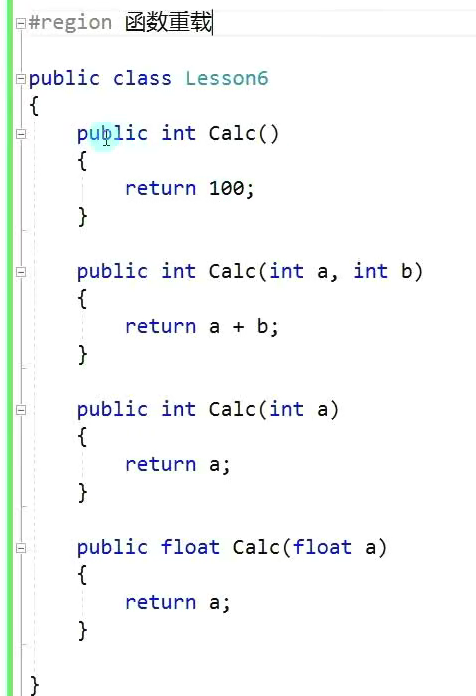 #region 函数重载
public class Lesson6
{
public int Calc()
{
return 100;
}
public int Calc(int a, int b)
{
return a + b;
}
public int Calc(int a)
{
return a;
}
public float Calc(float a)
{
return a;
}
}